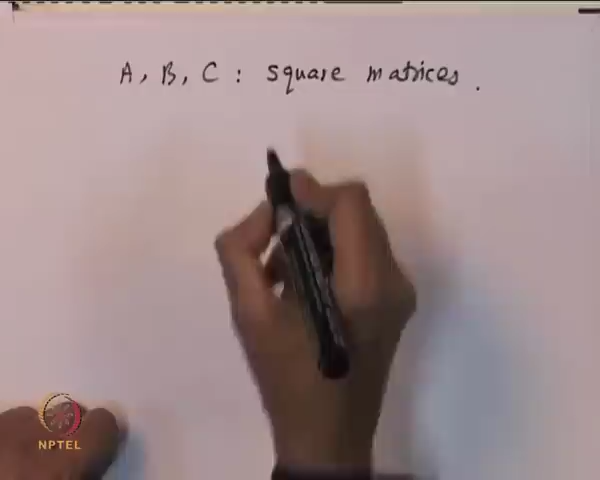 A, B, C : square matrices.
NPTEL